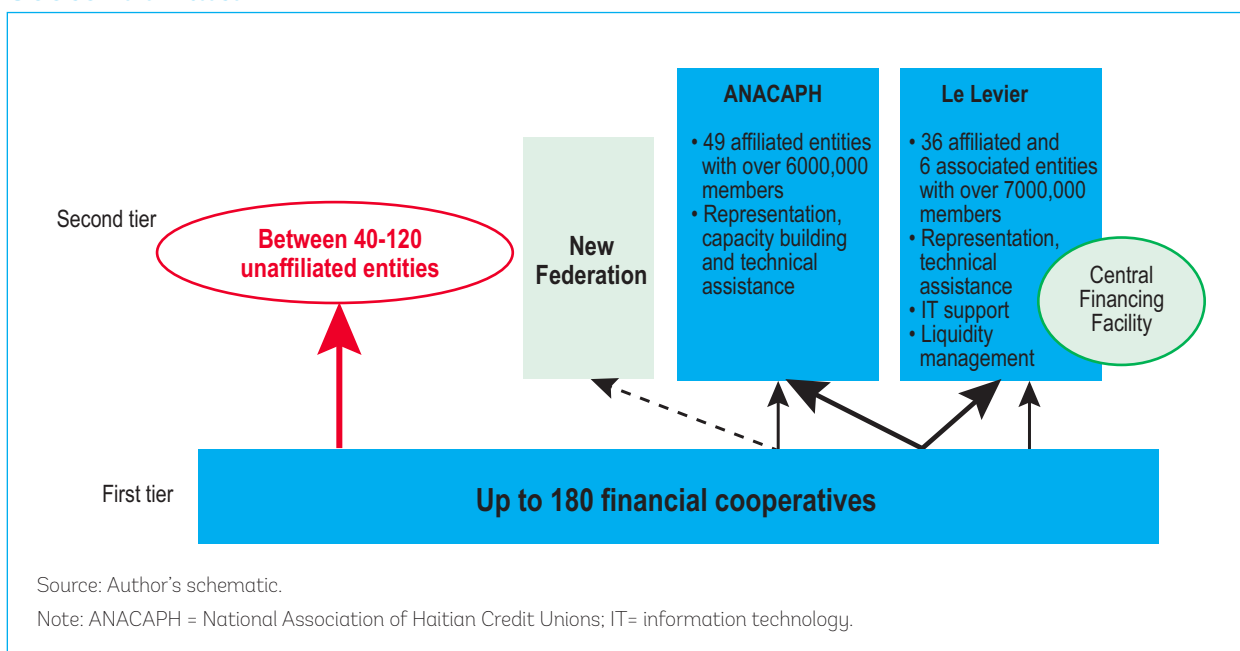 Second tier
Between 40-120
unaffiliated entities
New
Federation
ANACAPH
• 49 affiliated entities
with over 6000,000
members
• Representation,
capacity building
and technical
assistance
Le Levier
• 36 affiliated and
6 associated entities
with over 7000,000
members
• Representation,
technical
assistance
• IT support
• Liquidity
management
Central
Financing
Facility
First tier
Up to 180 financial cooperatives
Source: Author's schematic.
Note: ANACAPH = National Association of Haitian Credit Unions; IT= information technology.